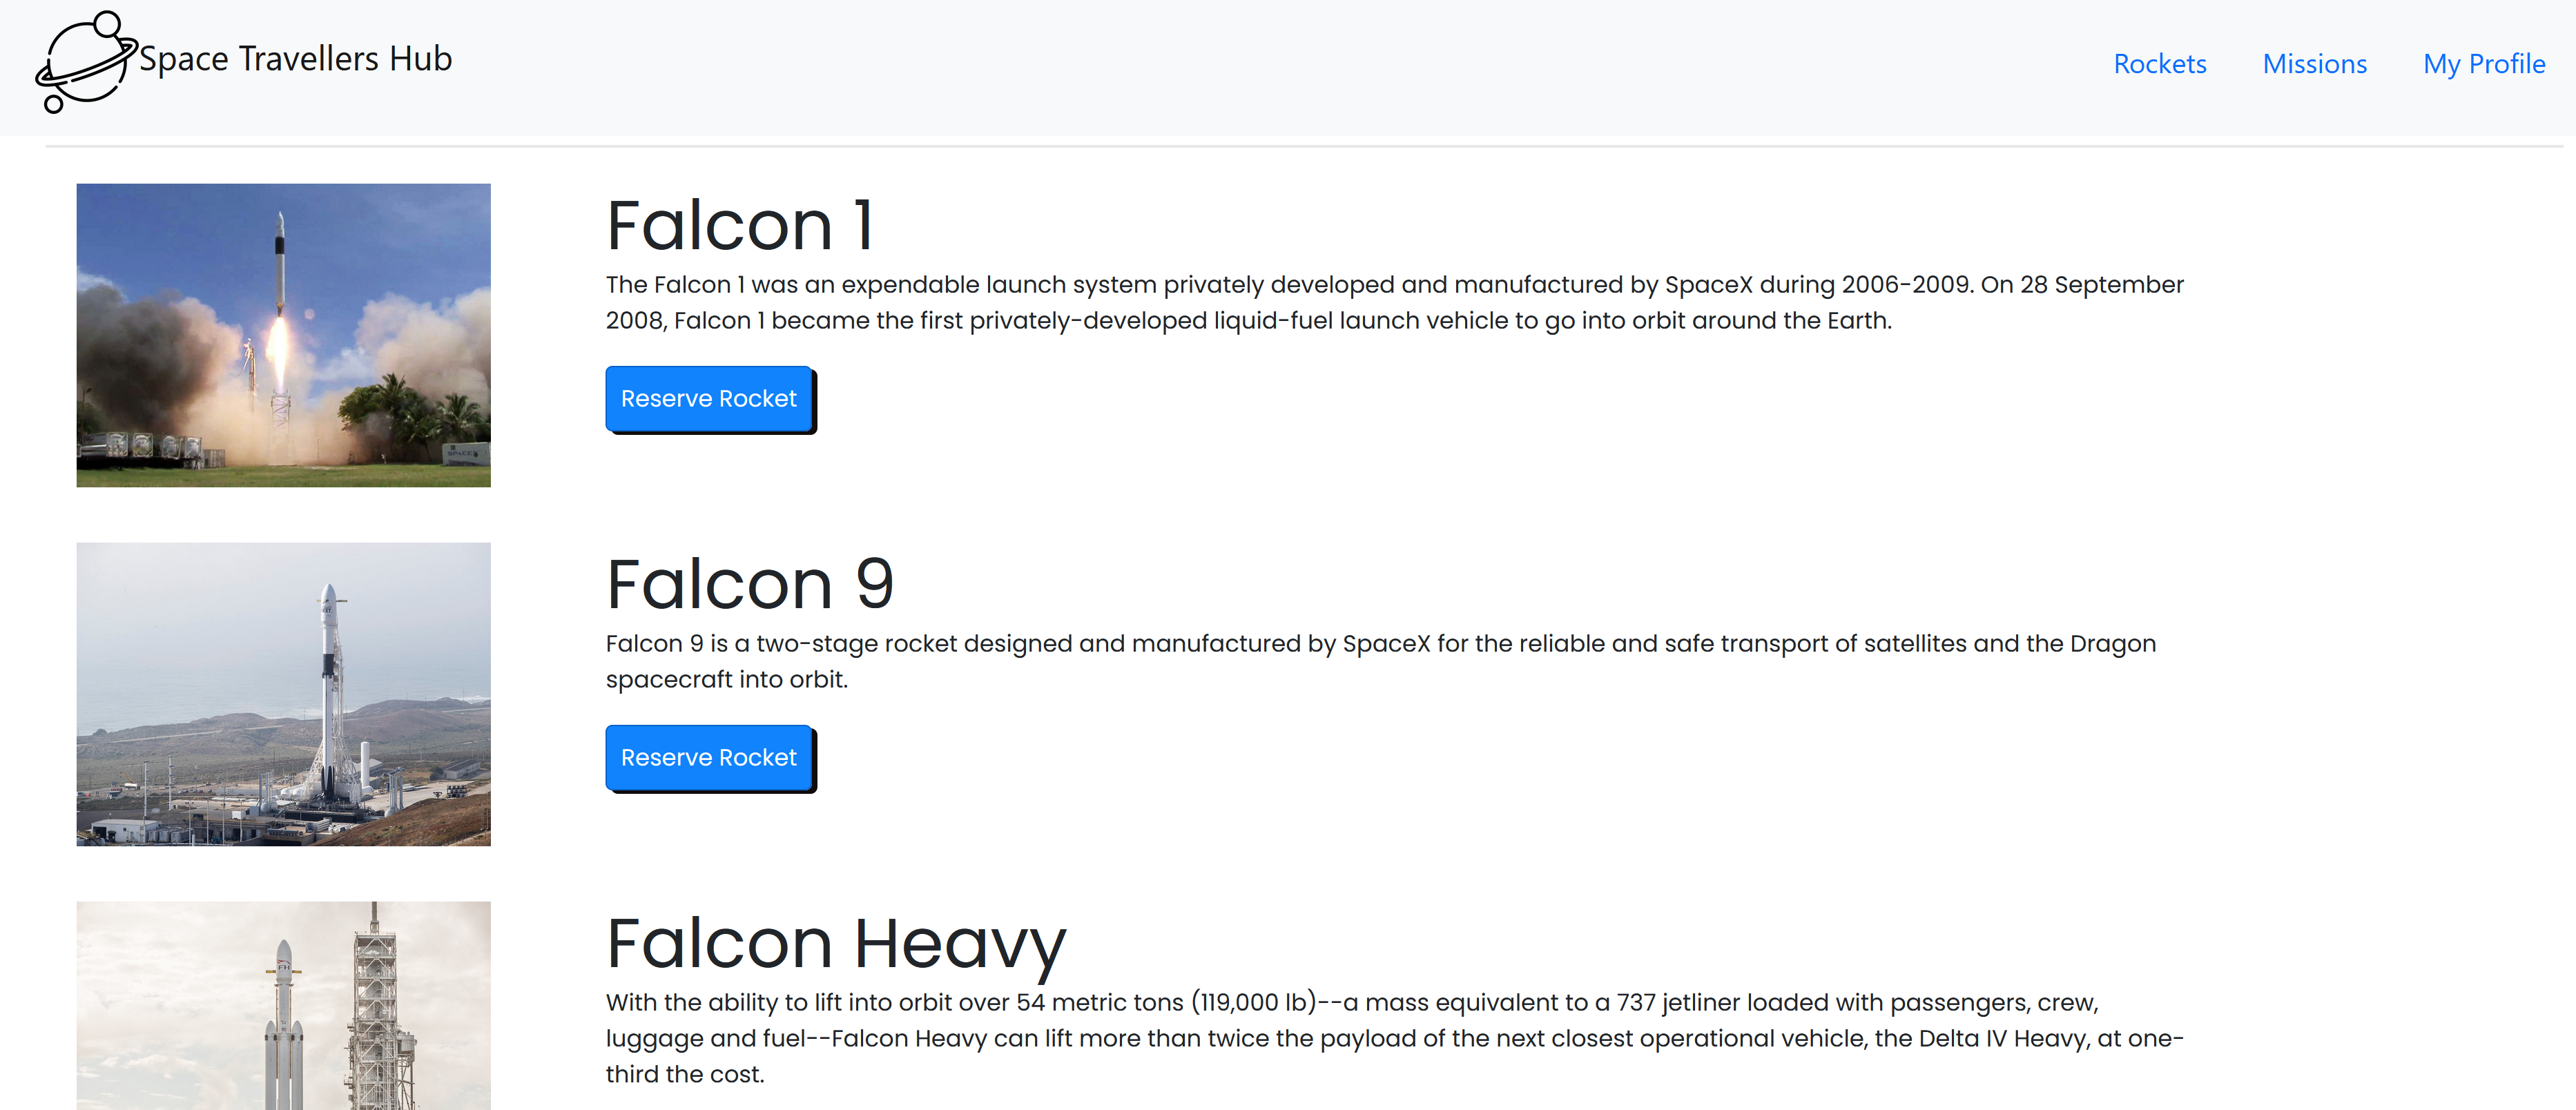 Space Travellers Hub
Rockets Missions My Profile
Falcon 1
The Falcon 1 was an expendable launch system privately developed and manufactured by SpaceX during 2006-2009. On 28 September
2008, Falcon 1 became the first privately-developed liquid-fuel launch vehicle to go into orbit around the Earth.
Reserve Rocket
Falcon 9
Falcon 9 is a two-stage rocket designed and manufactured by SpaceX for the reliable and safe transport of satellites and the Dragon
spacecraft into orbit.
Reserve Rocket
FH
Falcon Heavy
With the ability to lift into orbit over 54 metric tons (119,000 lb)--a mass equivalent to a 737 jetliner loaded with passengers, crew,
luggage and fuel--Falcon Heavy can lift more than twice the payload of the next closest operational vehicle, the Delta IV Heavy, at one-
third the cost.